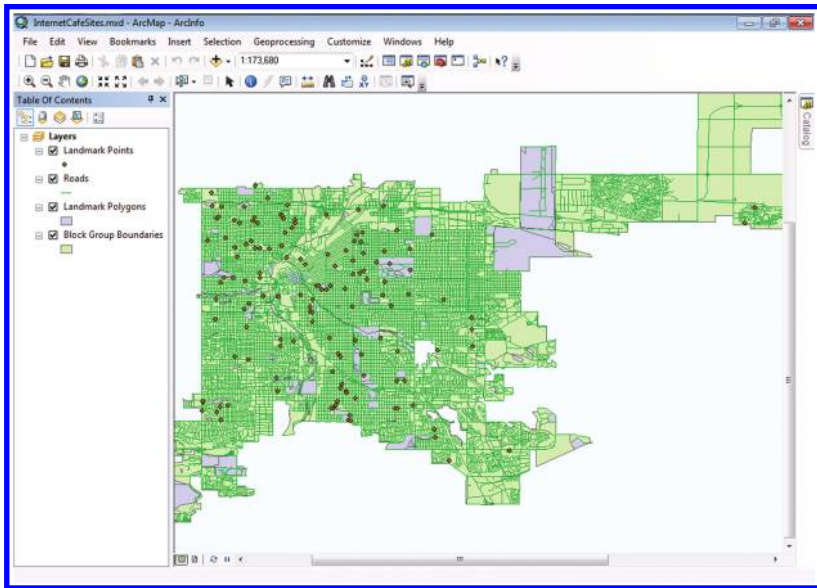 InternetCafeSites.mxd - ArcMap - ArcInfo
File Edit View Bookmarks Insert Selection Geoprocessing Customize Windows Help
1:173,680
Table Of Contents
Layers
Landmark Points
Roads
Landmark Polygons
Block Group Boundaries
Catalog